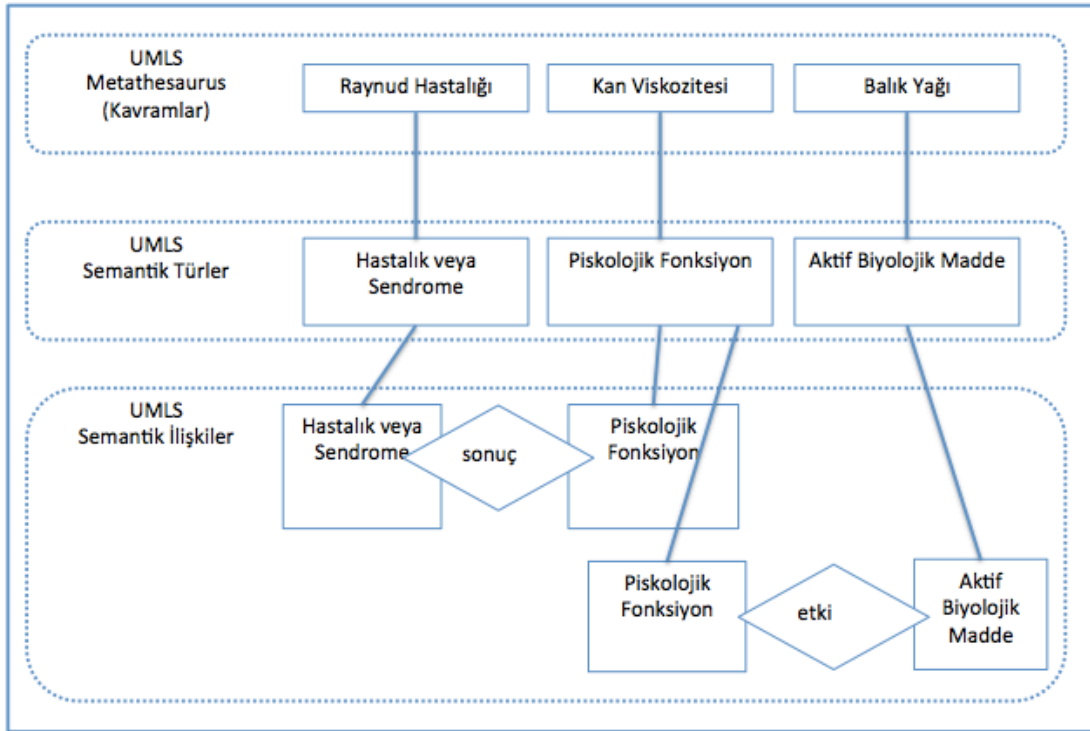 UMLS
Metathesaurus
(Kavramlar)
Raynud Hastalığı
Kan Viskozitesi
Balık Yağı
UMLS
Semantik Türler
Hastalık veya
Sendrome
Piskolojik Fonksiyon
Aktif Biyolojik Madde
UMLS
Semantik İlişkiler
Hastalık veya
Sendrome
sonuç
Piskolojik
Fonksiyon
Piskolojik
Fonksiyon
etki
Aktif
Biyolojik
Madde